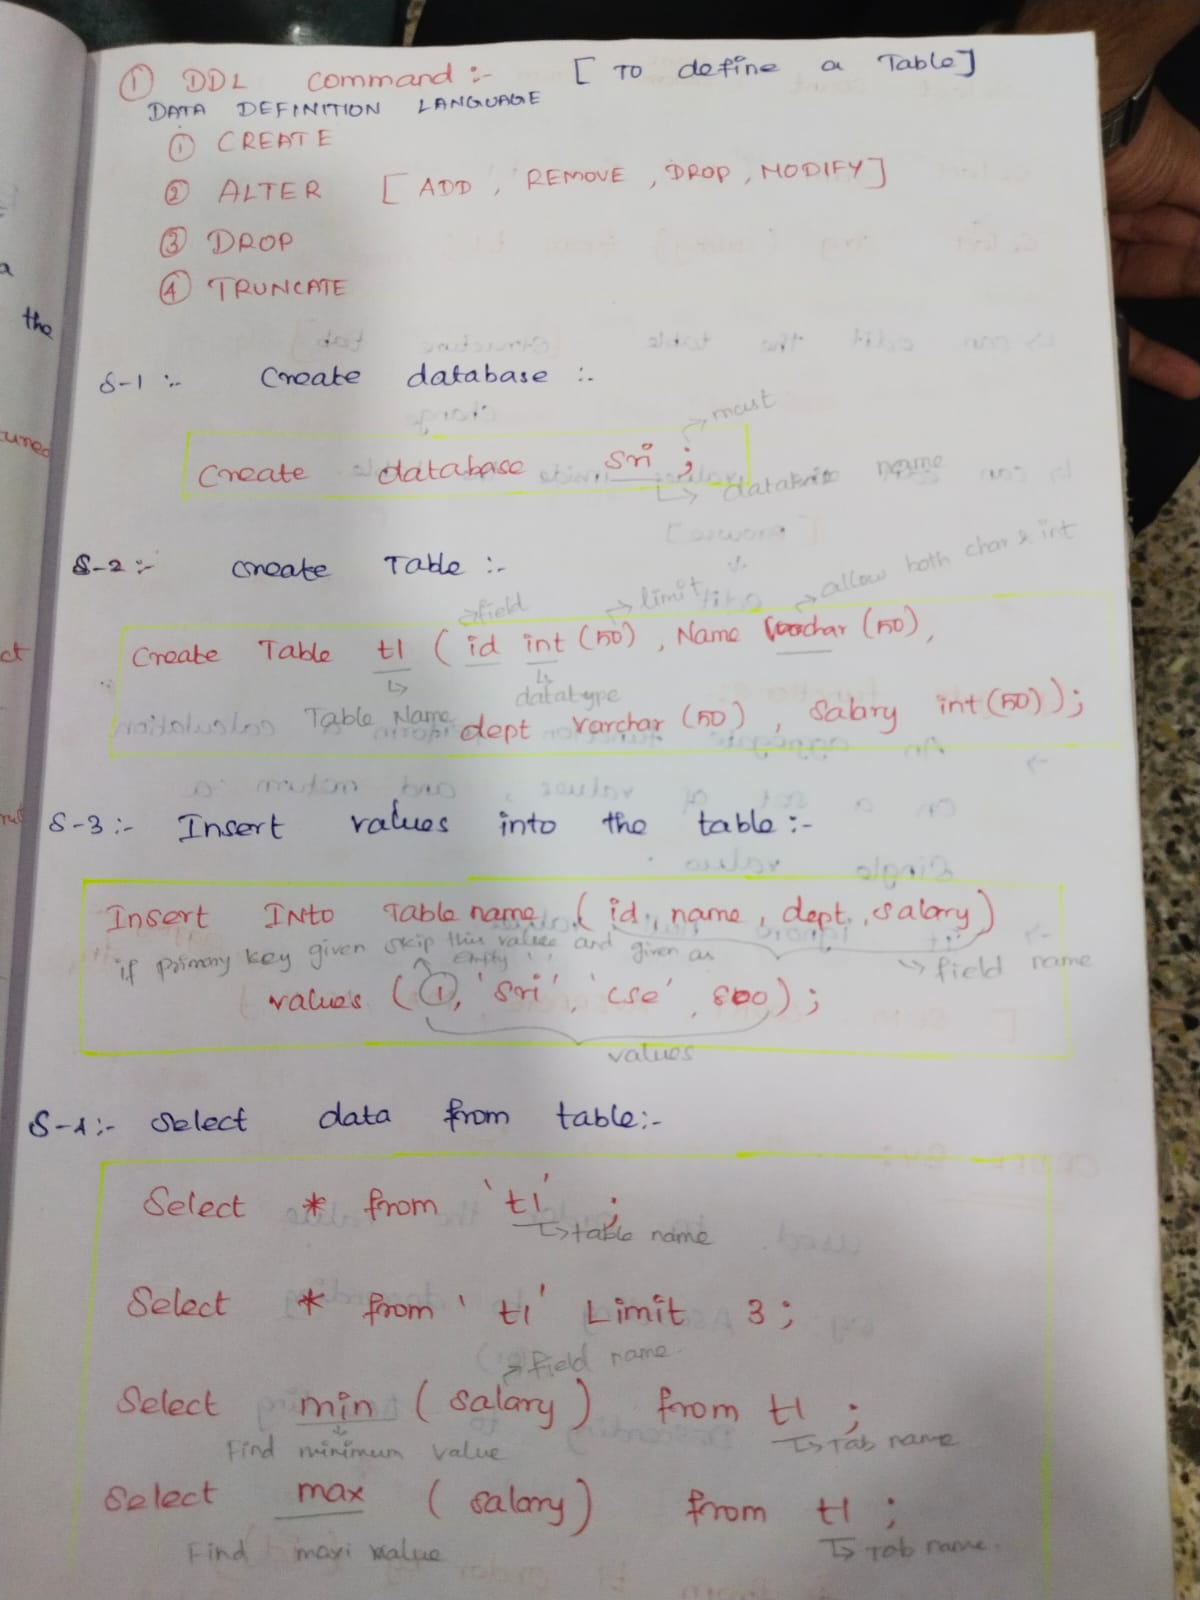 ① DDL command :- [ TO define a Table]
DATA DEFINITION LANGUAGE
① CREATE
② ALTER [ ADD , REMOVE , DROP , MODIFY ]
③ DROP
④ TRUNCATE
the
S-1 :- Create database :-
→ must
Create database sri ;
↳ database name
S-2 :- create Table :-
→ field → limit → allow both char & int
Create Table t1 ( id int (50) , Name Varchar (50),
↳ Table Name ↳ datatype
dept varchar (50) , salary int (50) );
S-3 :- Insert values into the table :-
Insert INTO Table name ( id , name , dept , salary )
if primary key given skip this value and given as empty ' '
↳ field name
values ( 1, 'sri', 'cse', 800 ) ;
values
S-4 :- Select data from table :-
Select * from 't1' ;
↳ table name
Select * from 't1' Limit 3 ;
→ field name
Select min ( salary ) from t1 ;
Find minimum value ↳ Tab name
Select max ( salary ) from t1 ;
Find maxi value ↳ Tab name.